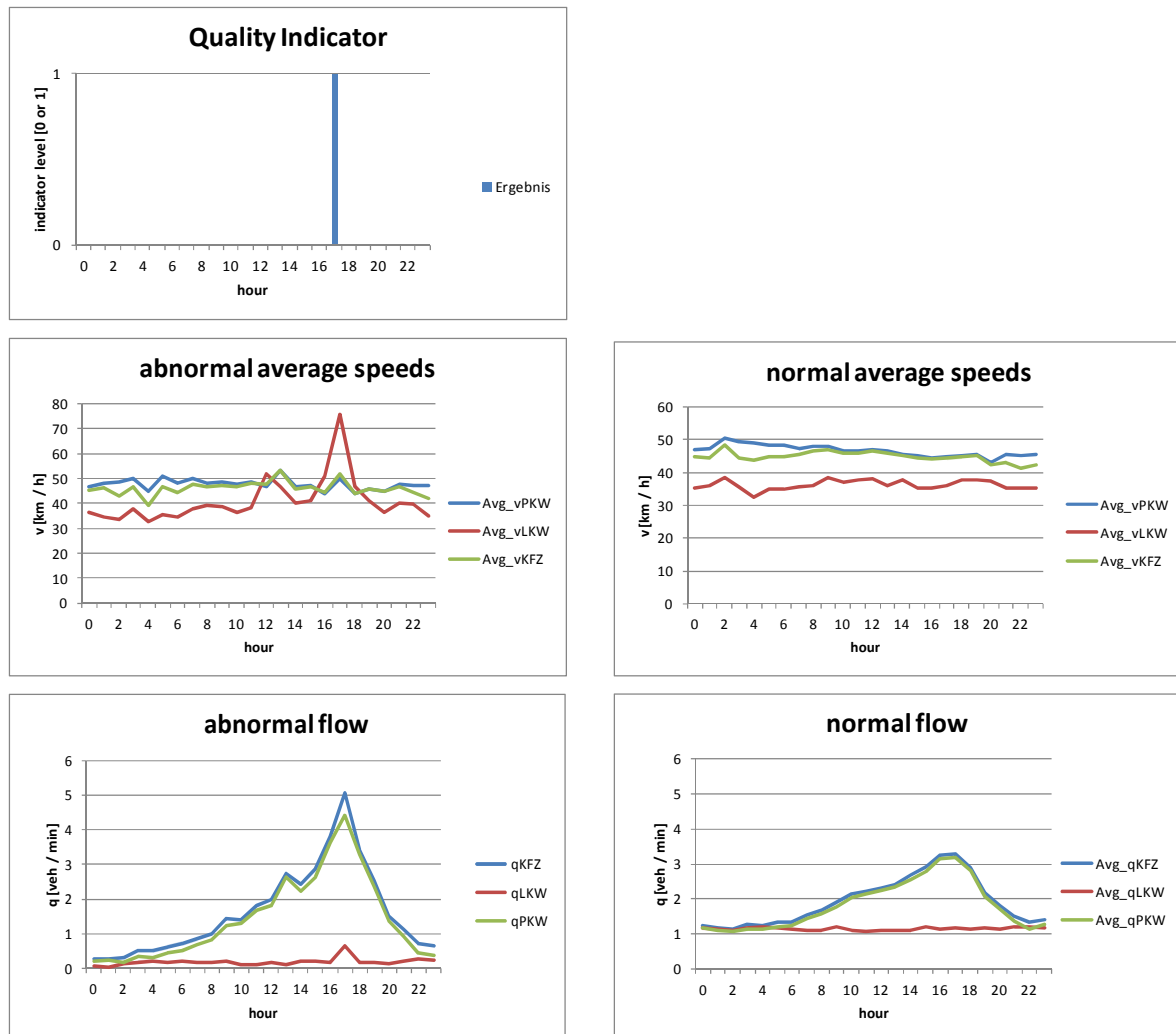 Quality Indicator
indicator level [0 or 1]
1
0
0 2 4 6 8 10 12 14 16 18 20 22
hour
Ergebnis
abnormal average speeds
v [km / h]
80
70
60
50
40
30
20
10
0
0 2 4 6 8 10 12 14 16 18 20 22
hour
Avg_vPKW
Avg_vLKW
Avg_vKFZ
normal average speeds
v [km / h]
60
50
40
30
20
10
0
0 2 4 6 8 10 12 14 16 18 20 22
hour
Avg_vPKW
Avg_vLKW
Avg_vKFZ
abnormal flow
q [veh / min]
6
5
4
3
2
1
0
0 2 4 6 8 10 12 14 16 18 20 22
hour
qKFZ
qLKW
qPKW
normal flow
q [veh / min]
6
5
4
3
2
1
0
0 2 4 6 8 10 12 14 16 18 20 22
hour
Avg_qKFZ
Avg_qLKW
Avg_qPKW